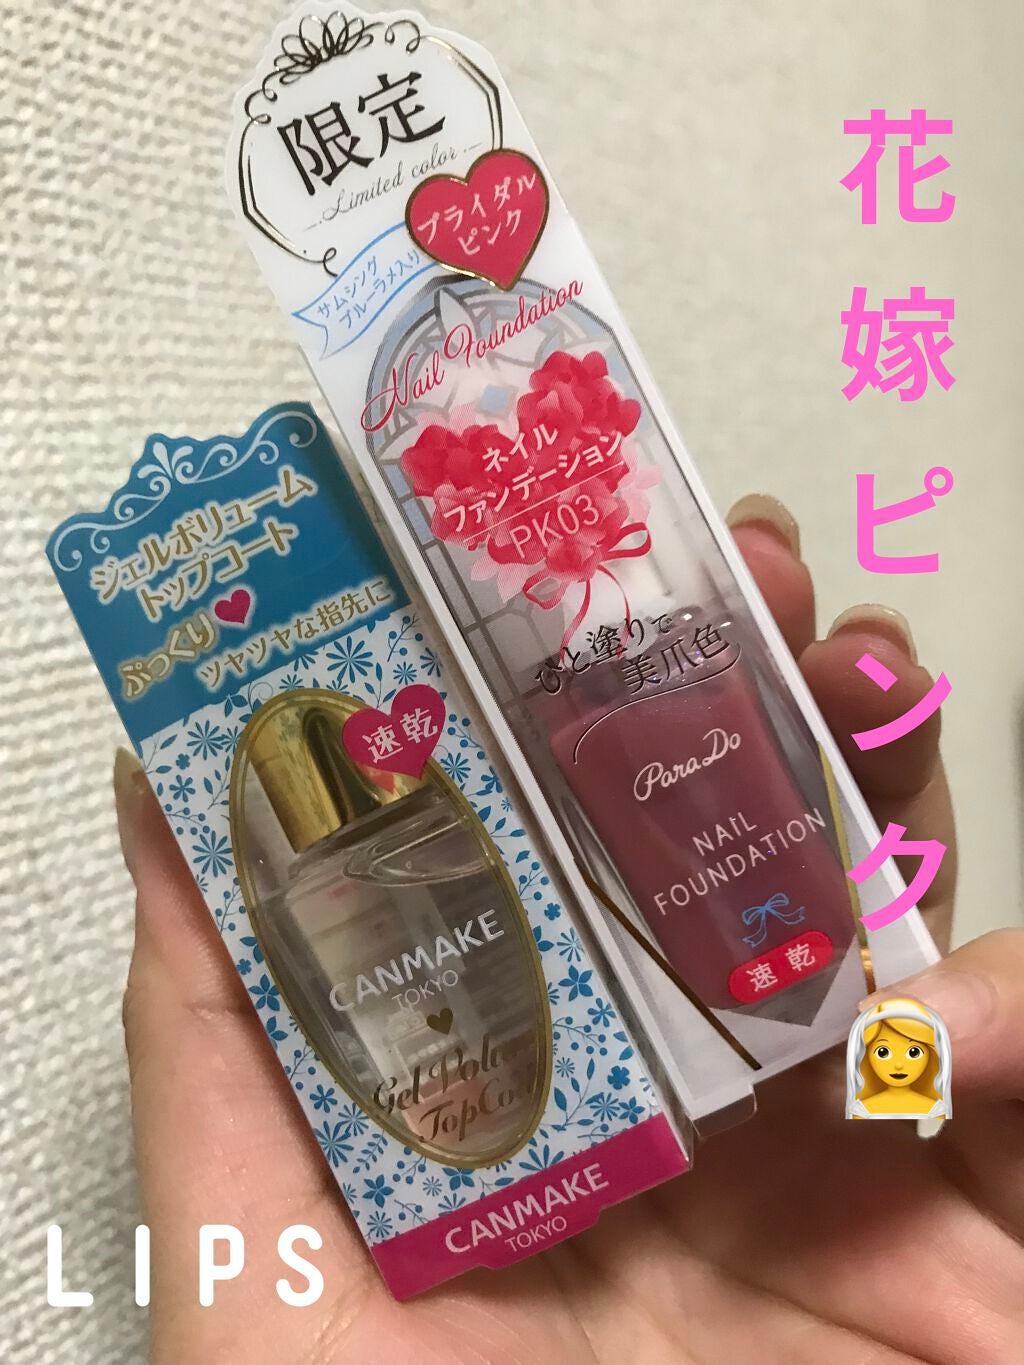 限定
Limited color
ブライダル
ピンク
サムシング
ブルーラメ入り
Nail Foundation
ネイル
ファンデーション
PK03
ひと塗りで
美爪色
ParaDo
NAIL
FOUNDATION
速乾
ジェルボリューム
トップコート
ぷっくり♥
ツヤツヤな指先に
速乾
CANMAKE
TOKYO
Gel Volu
TopCo
CANMAKE
TOKYO
花嫁ピンク
LIPS